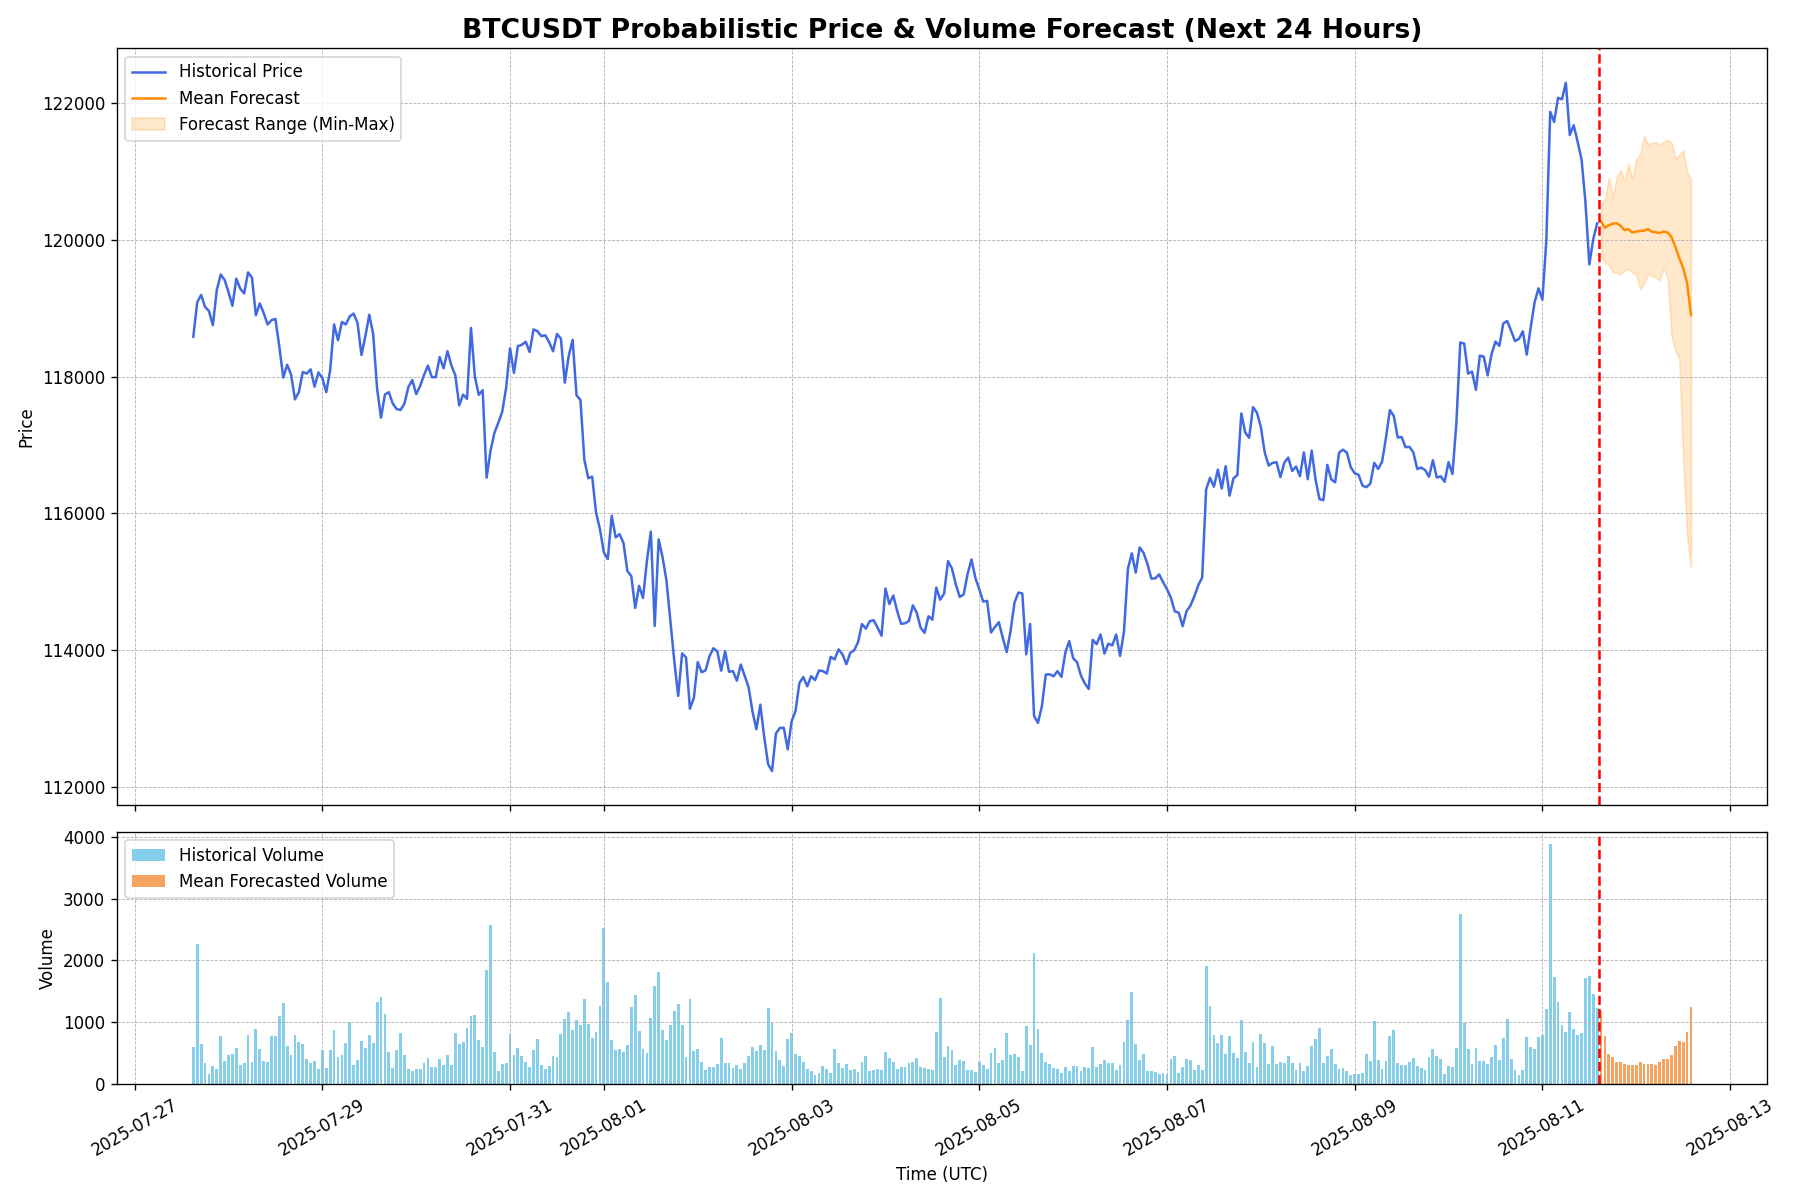 BTCUSDT Probabilistic Price & Volume Forecast (Next 24 Hours)
Historical Price
Mean Forecast
Forecast Range (Min-Max)
122000
120000
118000
116000
114000
112000
Price
Historical Volume
Mean Forecasted Volume
4000
3000
2000
1000
0
Volume
2025-07-27
2025-07-29
2025-07-31
2025-08-01
2025-08-03
2025-08-05
2025-08-07
2025-08-09
2025-08-11
2025-08-13
Time (UTC)